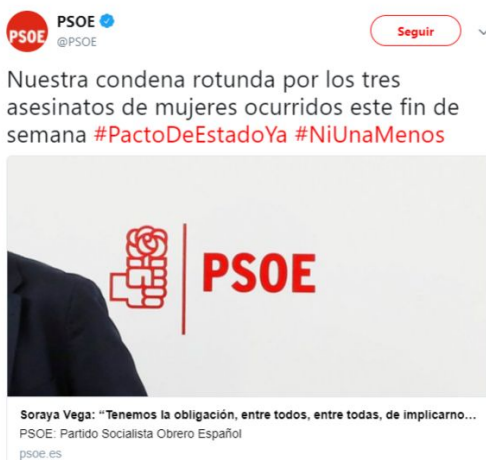 PSOE
PSOE
@PSOE
Seguir
Nuestra condena rotunda por los tres
asesinatos de mujeres ocurridos este fin de
semana #PactoDeEstadoYa #NiUnaMenos
PSOE
Soraya Vega: “Tenemos la obligación, entre todos, entre todas, de implicarno...
PSOE: Partido Socialista Obrero Español
psoe.es